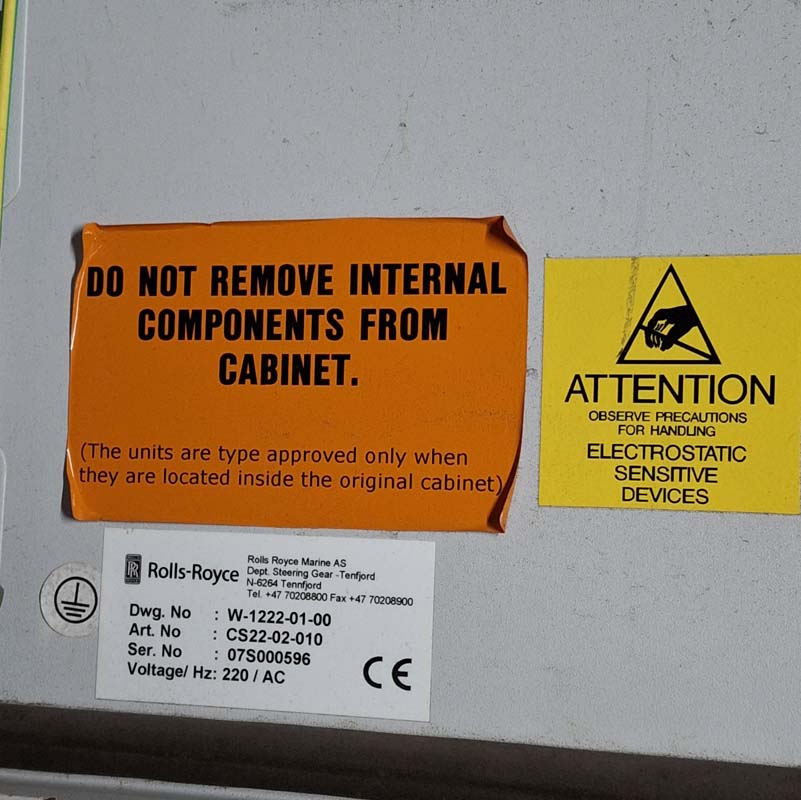 DO NOT REMOVE INTERNAL
COMPONENTS FROM
CABINET.
(The units are type approved only when
they are located inside the original cabinet)
ATTENTION
OBSERVE PRECAUTIONS
FOR HANDLING
ELECTROSTATIC
SENSITIVE
DEVICES
RR
Rolls-Royce
Rolls Royce Marine AS
Dept. Steering Gear -Tenfjord
N-6264 Tennfjord
Tel. +47 70208800 Fax +47 70208900
Dwg. No : W-1222-01-00
Art. No : CS22-02-010
Ser. No : 07S000596
Voltage/ Hz: 220 / AC
CE